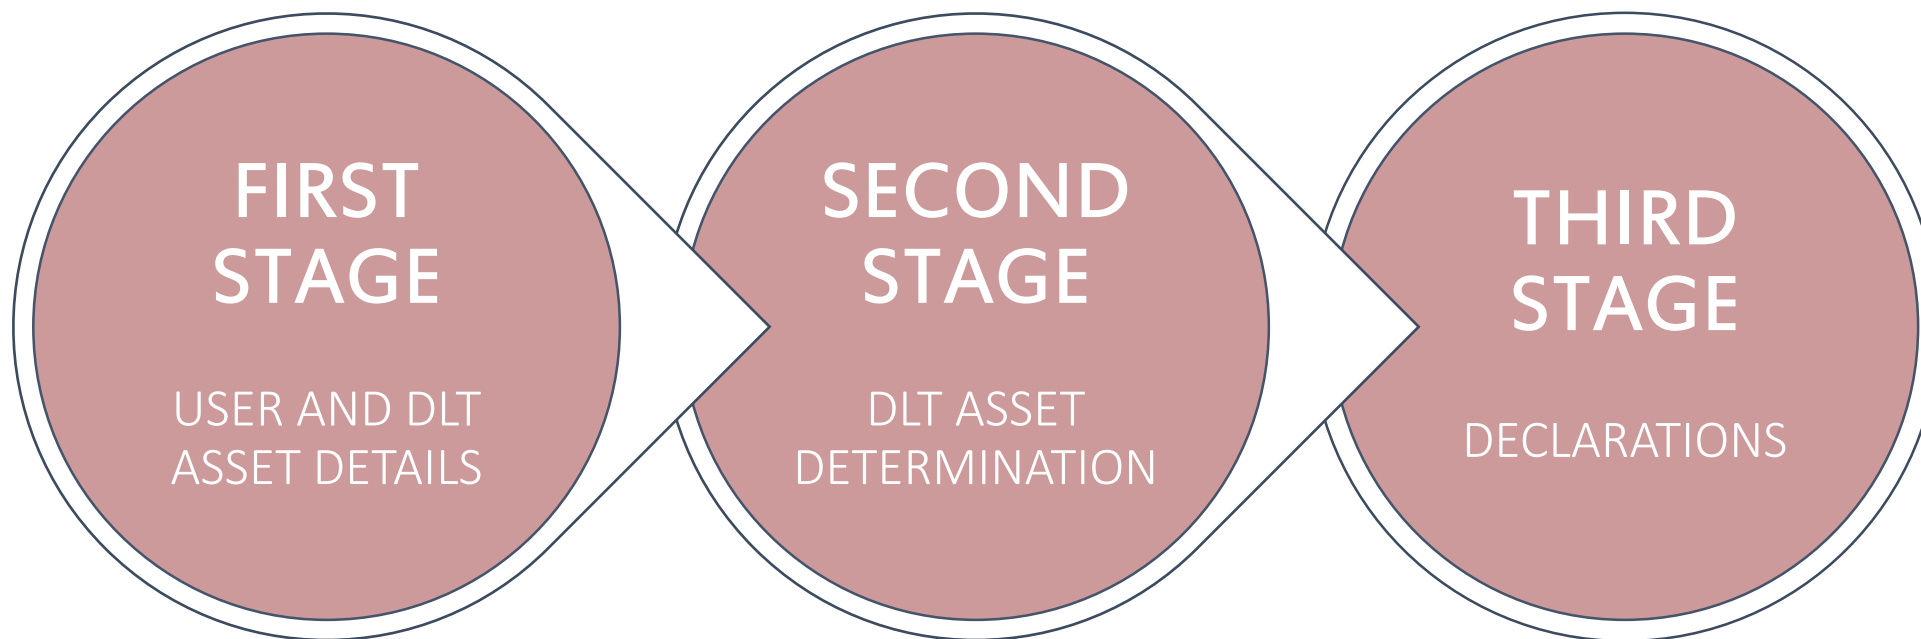 FIRST
STAGE
USER AND DLT
ASSET DETAILS
SECOND
STAGE
DLT ASSET
DETERMINATION
THIRD
STAGE
DECLARATIONS